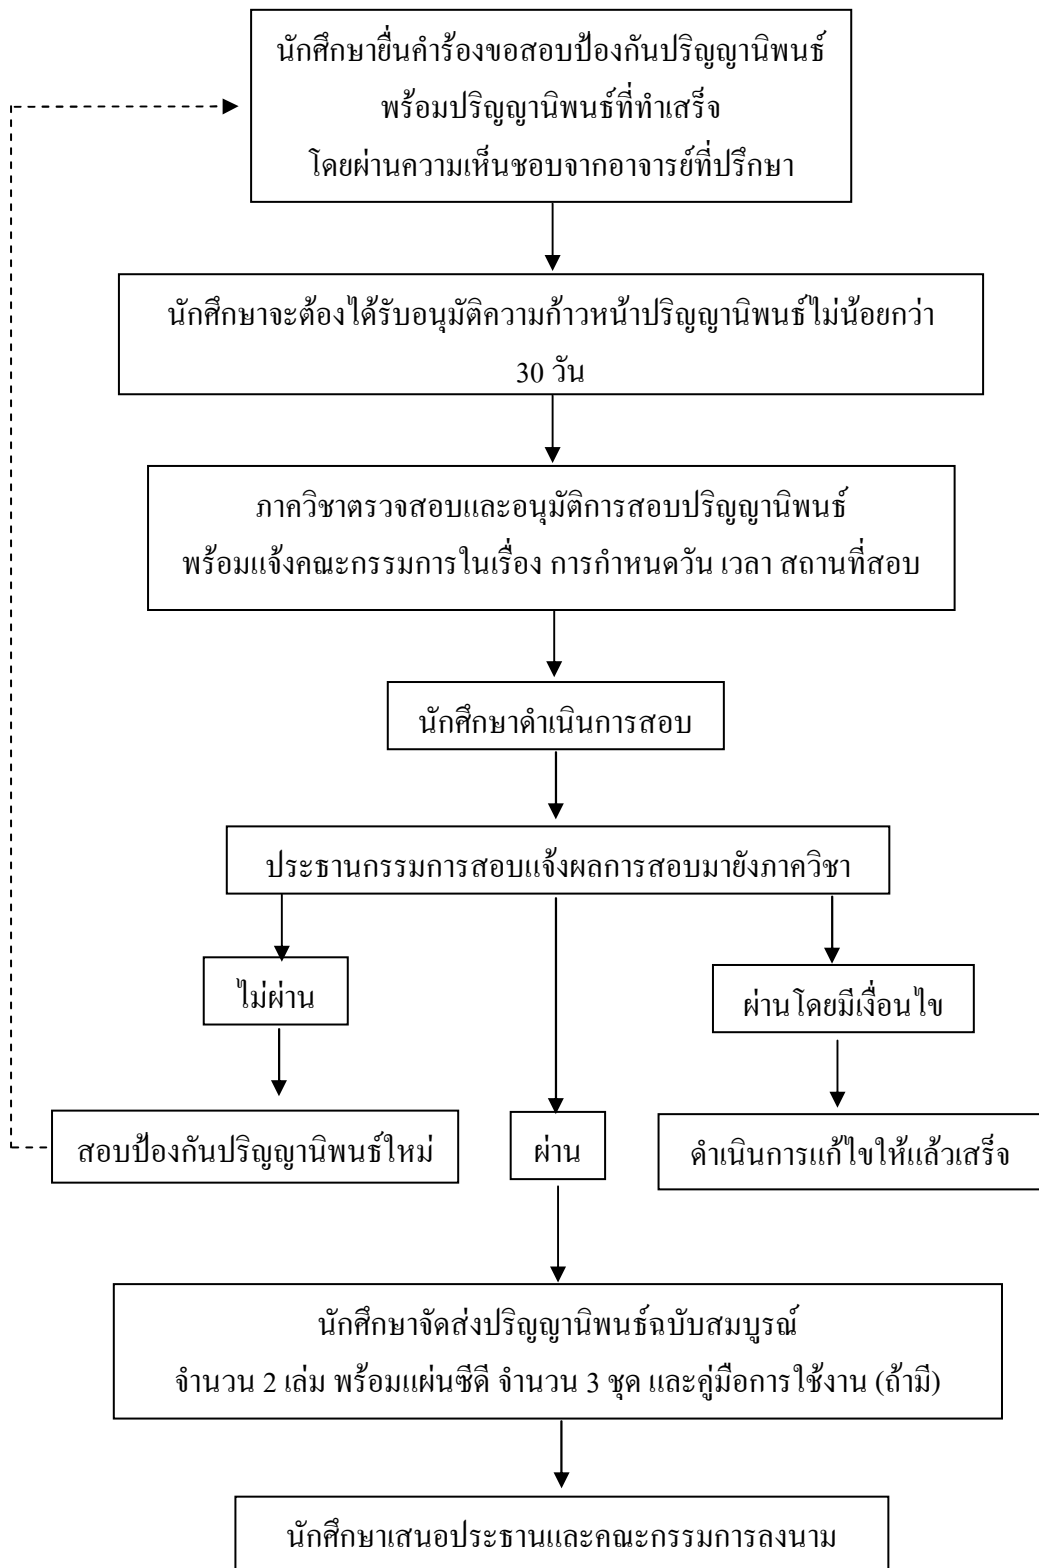 นักศึกษายื่นคำร้องขอสอบป้องกันปริญญานิพนธ์
พร้อมปริญญานิพนธ์ที่ทำเสร็จ
โดยผ่านความเห็นชอบจากอาจารย์ที่ปรึกษา
นักศึกษาจะต้องได้รับอนุมัติความก้าวหน้าปริญญานิพนธ์ไม่น้อยกว่า
30 วัน
ภาควิชาตรวจสอบและอนุมัติการสอบปริญญานิพนธ์
พร้อมแจ้งคณะกรรมการในเรื่อง การกำหนดวัน เวลา สถานที่สอบ
นักศึกษาดำเนินการสอบ
ประธานกรรมการสอบแจ้งผลการสอบมายังภาควิชา
ไม่ผ่าน
ผ่านโดยมีเงื่อนไข
สอบป้องกันปริญญานิพนธ์ใหม่
ผ่าน
ดำเนินการแก้ไขให้แล้วเสร็จ
นักศึกษาจัดส่งปริญญานิพนธ์ฉบับสมบูรณ์
จำนวน 2 เล่ม พร้อมแผ่นซีดี จำนวน 3 ชุด และคู่มือการใช้งาน (ถ้ามี)
นักศึกษาเสนอประธานและคณะกรรมการลงนาม